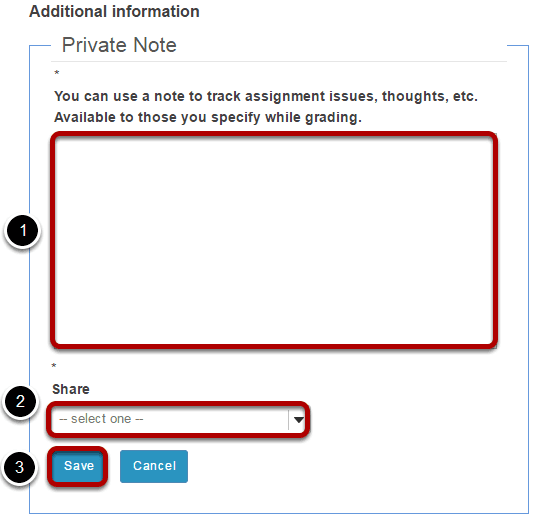 Additional information
Private Note
*
You can use a note to track assignment issues, thoughts, etc.
Available to those you specify while grading.
1
*
Share
2
-- select one --
3
Save Cancel